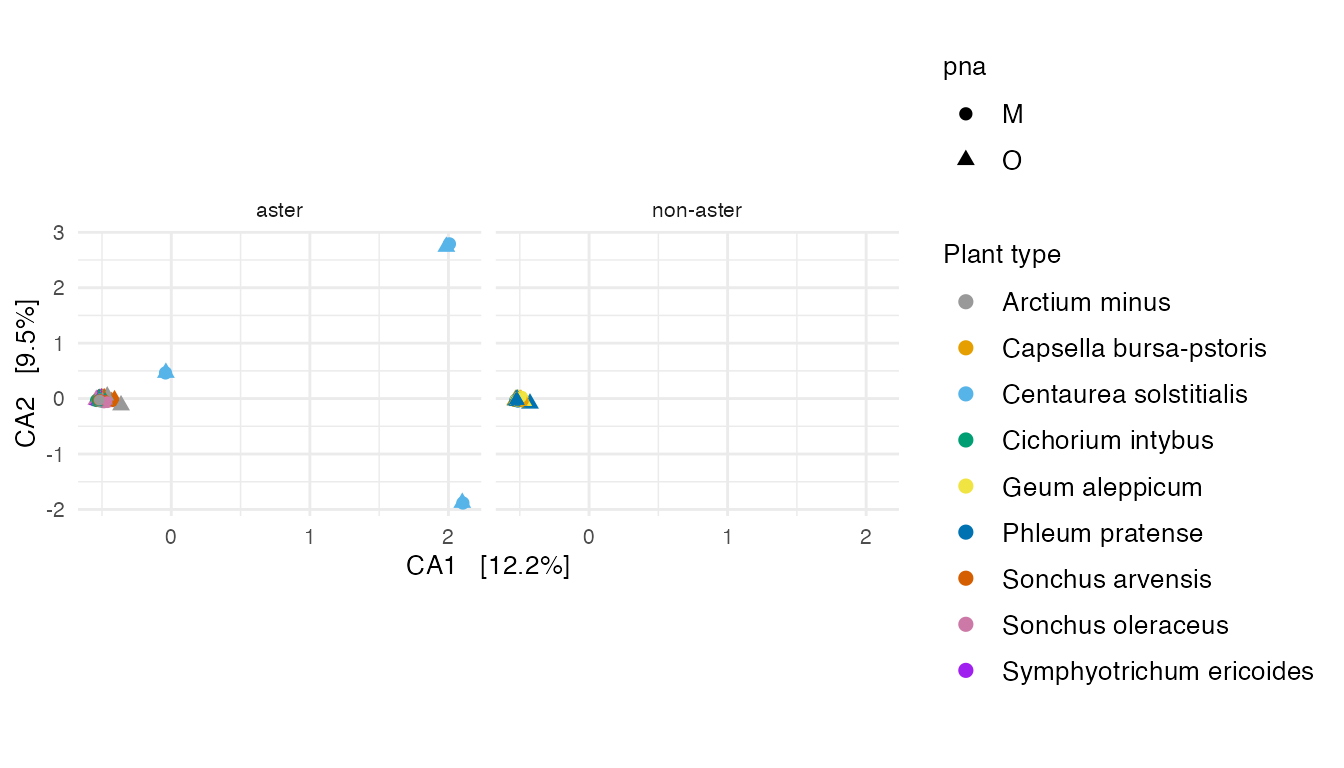 pna
M
O
aster
non-aster
3
2
1
0
-1
-2
CA2 [9.5%]
0
1
2
0
1
2
CA1 [12.2%]
Plant type
Arctium minus
Capsella bursa-pstoris
Centaurea solstitialis
Cichorium intybus
Geum aleppicum
Phleum pratense
Sonchus arvensis
Sonchus oleraceus
Symphyotrichum ericoides